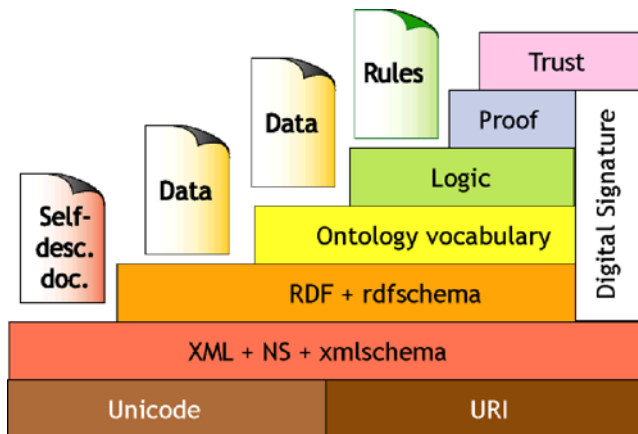 Rules
Trust
Data
Proof
Data
Logic
Self-
desc.
doc.
Ontology vocabulary
Digital Signature
RDF + rdfschema
XML + NS + xmlschema
Unicode
URI